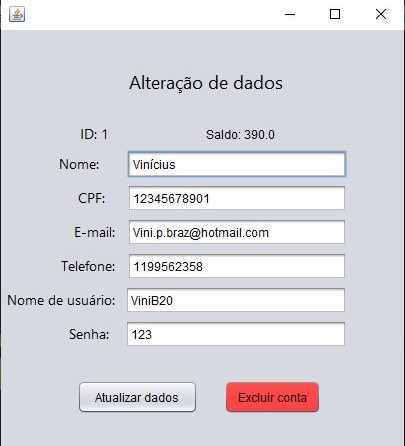 Alteração de dados
ID: 1 Saldo: 390.0
Nome: Vinícius
CPF: 12345678901
E-mail: Vini.p.braz@hotmail.com
Telefone: 1199562358
Nome de usuário: ViniB20
Senha: 123
Atualizar dados Excluir conta